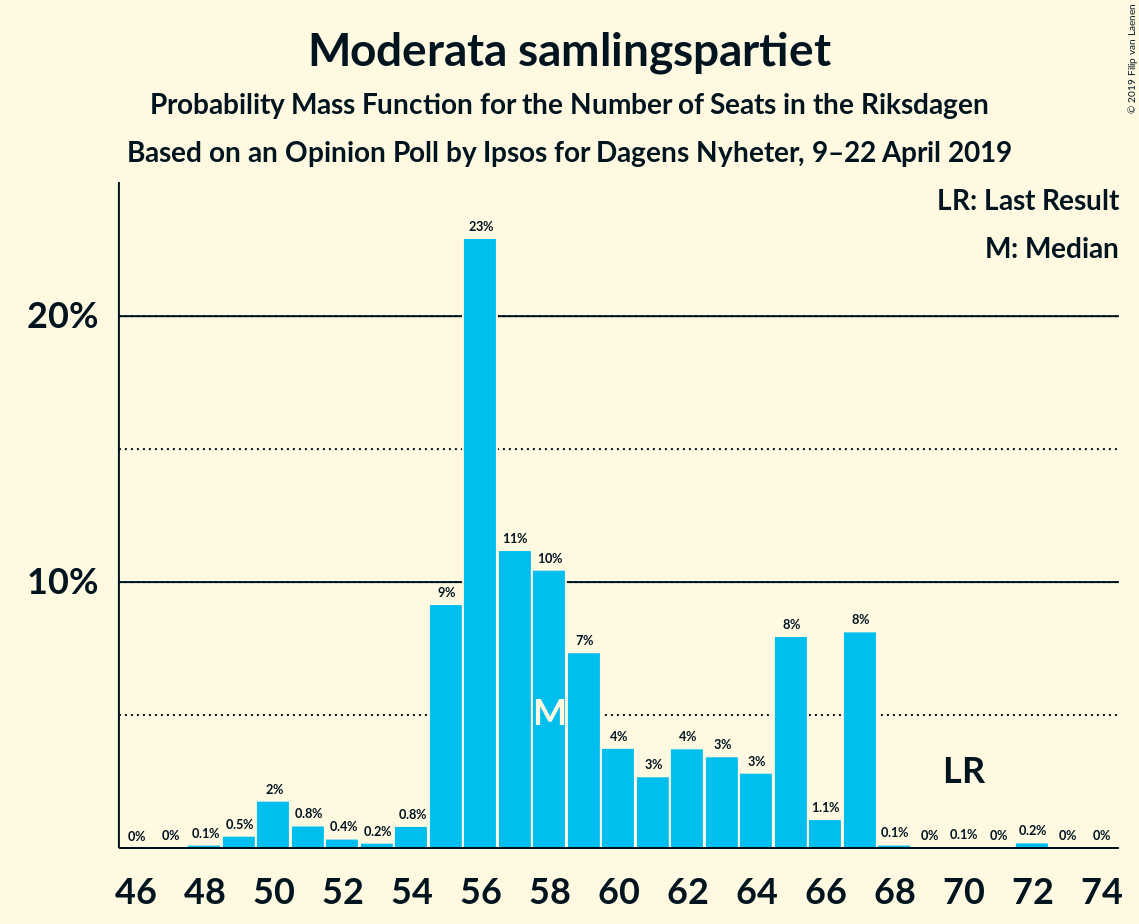 Moderata samlingspartiet
Probability Mass Function for the Number of Seats in the Riksdagen
Based on an Opinion Poll by Ipsos for Dagens Nyheter, 9–22 April 2019
© 2019 Filip van Laenen
LR: Last Result
M: Median
20%
10%
0% 0% 0.1% 0.5% 2% 0.8% 0.4% 0.2% 0.8% 9% 23% 11% 10% 7% 4% 3% 4% 3% 3% 8% 1.1% 8% 0.1% 0% 0.1% 0% 0.2% 0% 0%
M
LR
46 48 50 52 54 56 58 60 62 64 66 68 70 72 74